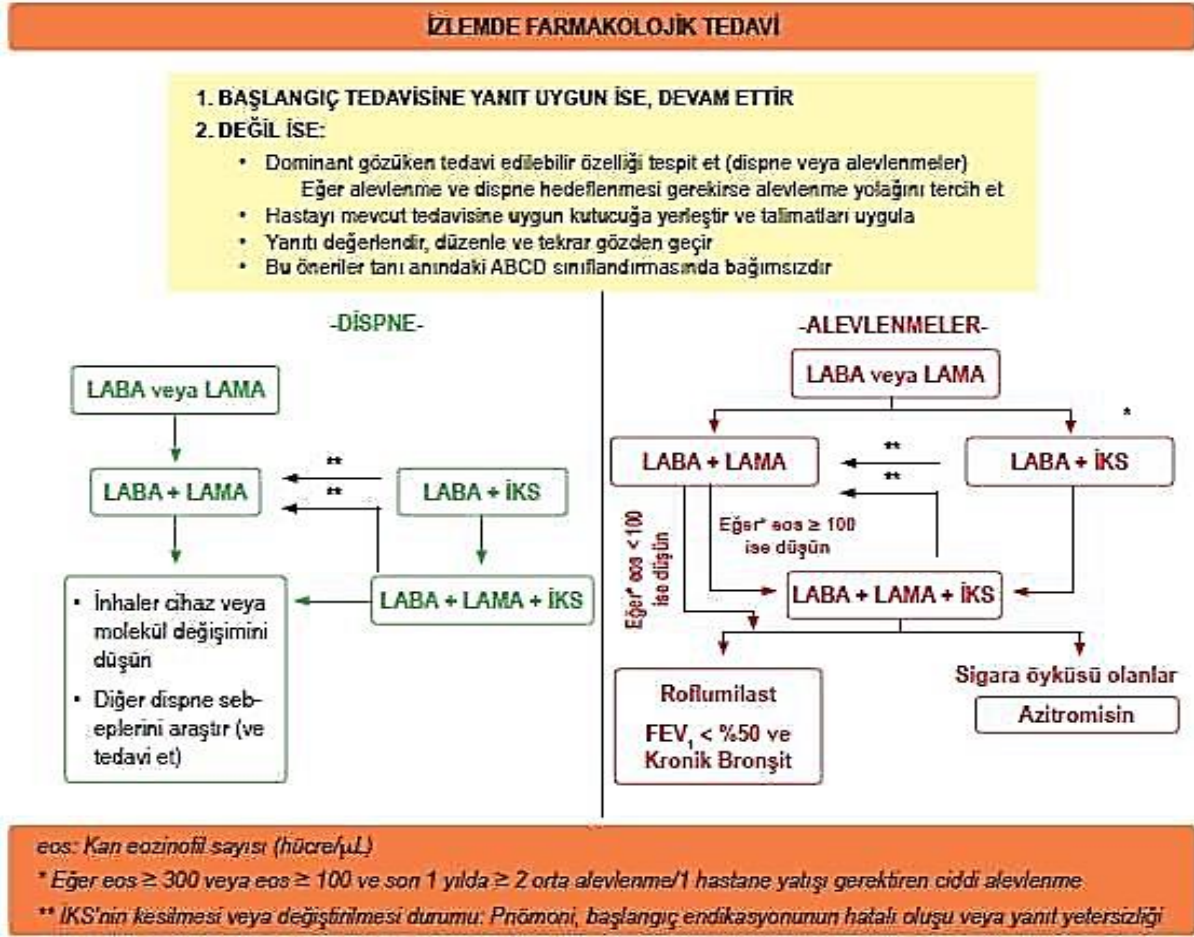 İZLEMDE FARMAKOLOJİK TEDAVİ
1. BAŞLANGIÇ TEDAVİSİNE YANIT UYGUN İSE, DEVAM ETTİR
2. DEĞİL İSE:
• Dominant gözüken tedavi edilebilir özelliği tespit et (dispne veya alevlenmeler)
Eğer alevlenme ve dispne hedeflenmesi gerekirse alevlenme yolağını tercih et
• Hastayı mevcut tedavisine uygun kutucuğa yerleştir ve talimatları uygula
• Yanıtı değerlendir, düzenle ve tekrar gözden geçir
• Bu öneriler tanı anındaki ABCD sınıflandırmasında bağımsızdır
-DİSPNE-
LABA veya LAMA
LABA + LAMA
**
**
LABA + İKS
LABA + LAMA + İKS
• İnhaler cihaz veya
molekül değişimini
düşün
• Diğer dispne seb-
eplerini araştır (ve
tedavi et)
-ALEVLENMELER-
LABA veya LAMA
*
LABA + LAMA
**
**
LABA + İKS
Eğer* eos < 100
ise düşün
Eğer* eos ≥ 100
ise düşün
LABA + LAMA + İKS
Roflumilast
FEV₁ < %50 ve
Kronik Bronşit
Sigara öyküsü olanlar
Azitromisin
eos: Kan eozinofil sayısı (hücre/µL)
* Eğer eos ≥ 300 veya eos ≥ 100 ve son 1 yılda ≥ 2 orta alevlenme/1 hastane yatışı gerektiren ciddi alevlenme
** İKS'nin kesilmesi veya değiştirilmesi durumu: Pnömoni, başlangıç endikasyonunun hatalı oluşu veya yanıt yetersizliği